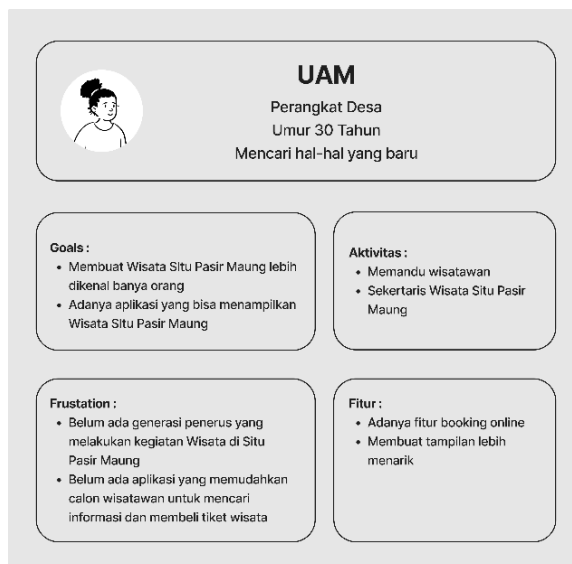 UAM
Perangkat Desa
Umur 30 Tahun
Mencari hal-hal yang baru
Goals :
• Membuat Wisata SItu Pasir Maung lebih
dikenal banya orang
• Adanya aplikasi yang bisa menampilkan
Wisata SItu Pasir Maung
Aktivitas :
• Memandu wisatawan
• Sekertaris Wisata Situ Pasir
Maung
Frustation :
• Belum ada generasi penerus yang
melakukan kegiatan Wisata di Situ
Pasir Maung
• Belum ada aplikasi yang memudahkan
calon wisatawan untuk mencari
informasi dan membeli tiket wisata
Fitur :
• Adanya fitur booking online
• Membuat tampilan lebih
menarik